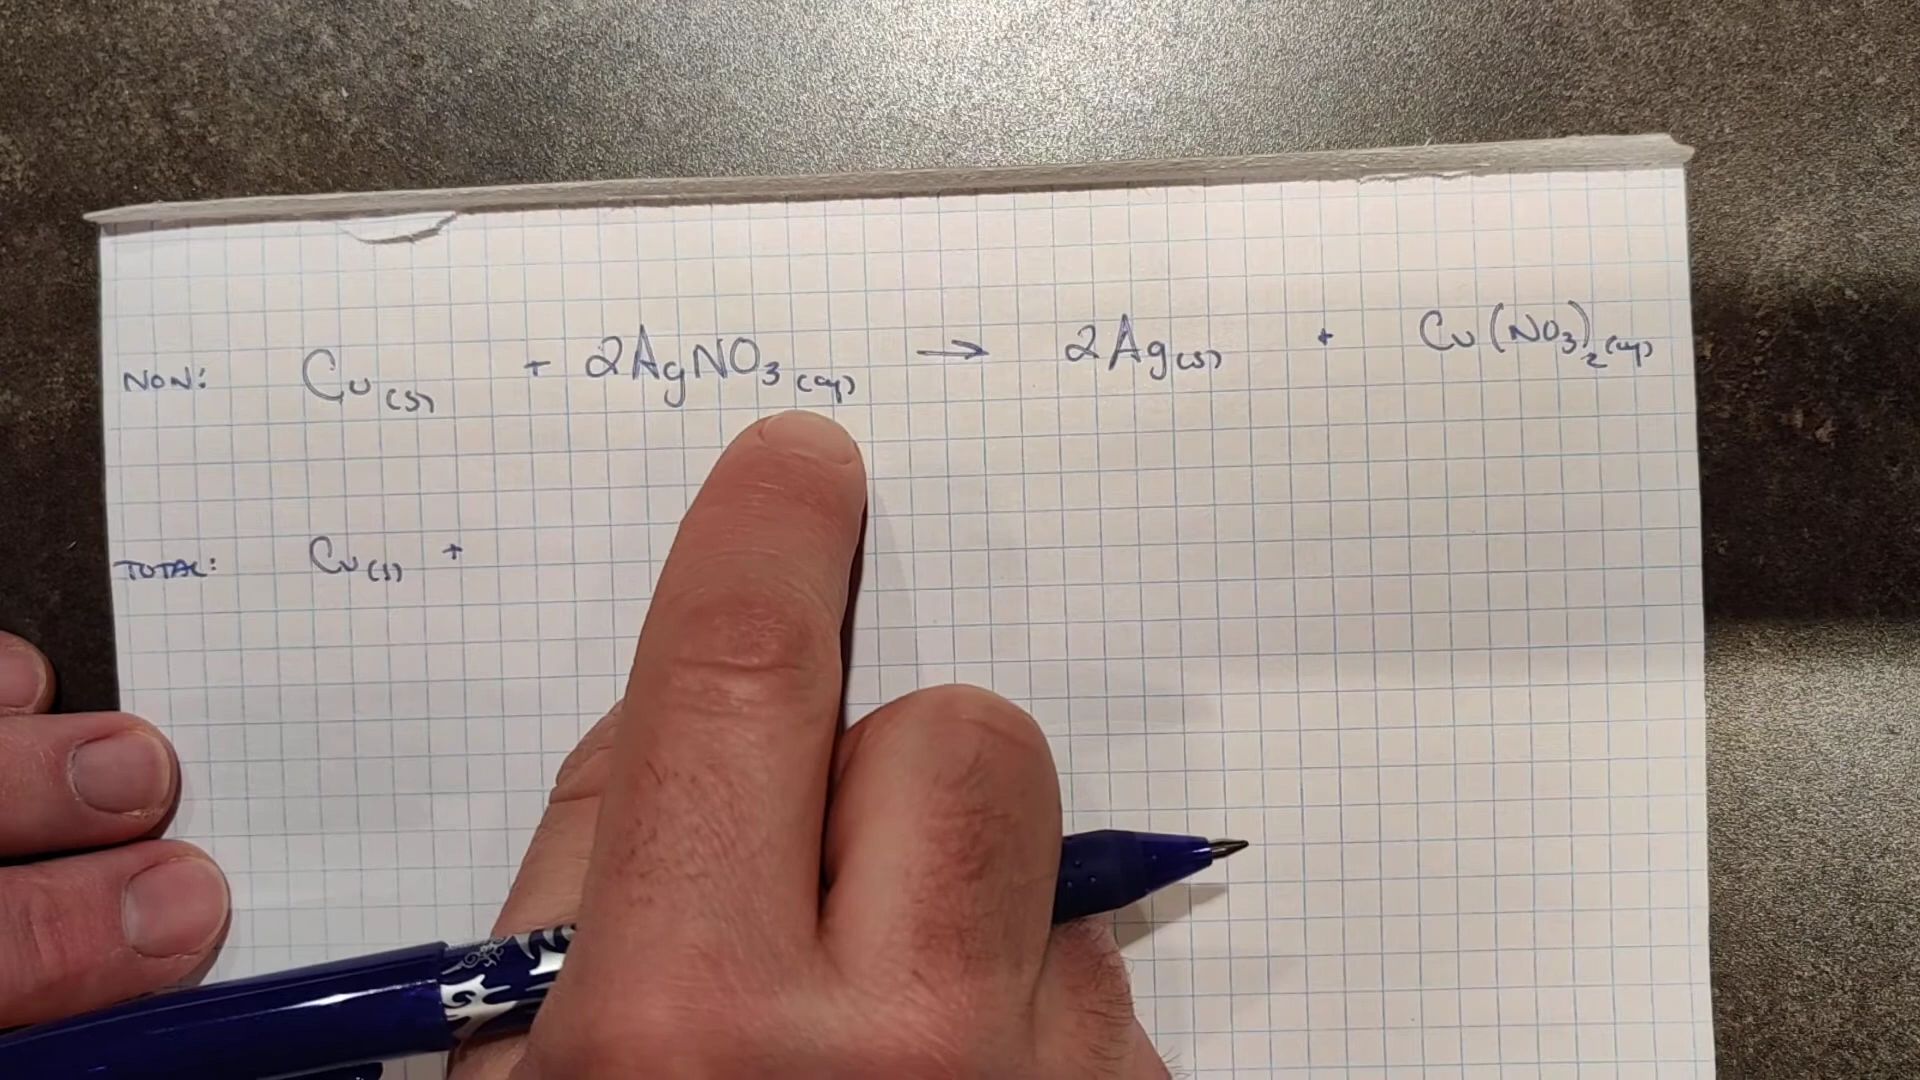 NON: Cu(s) + 2AgNO3(aq) → 2Ag(s) + Cu(NO3)2(aq)
TOTAL: Cu(s) +